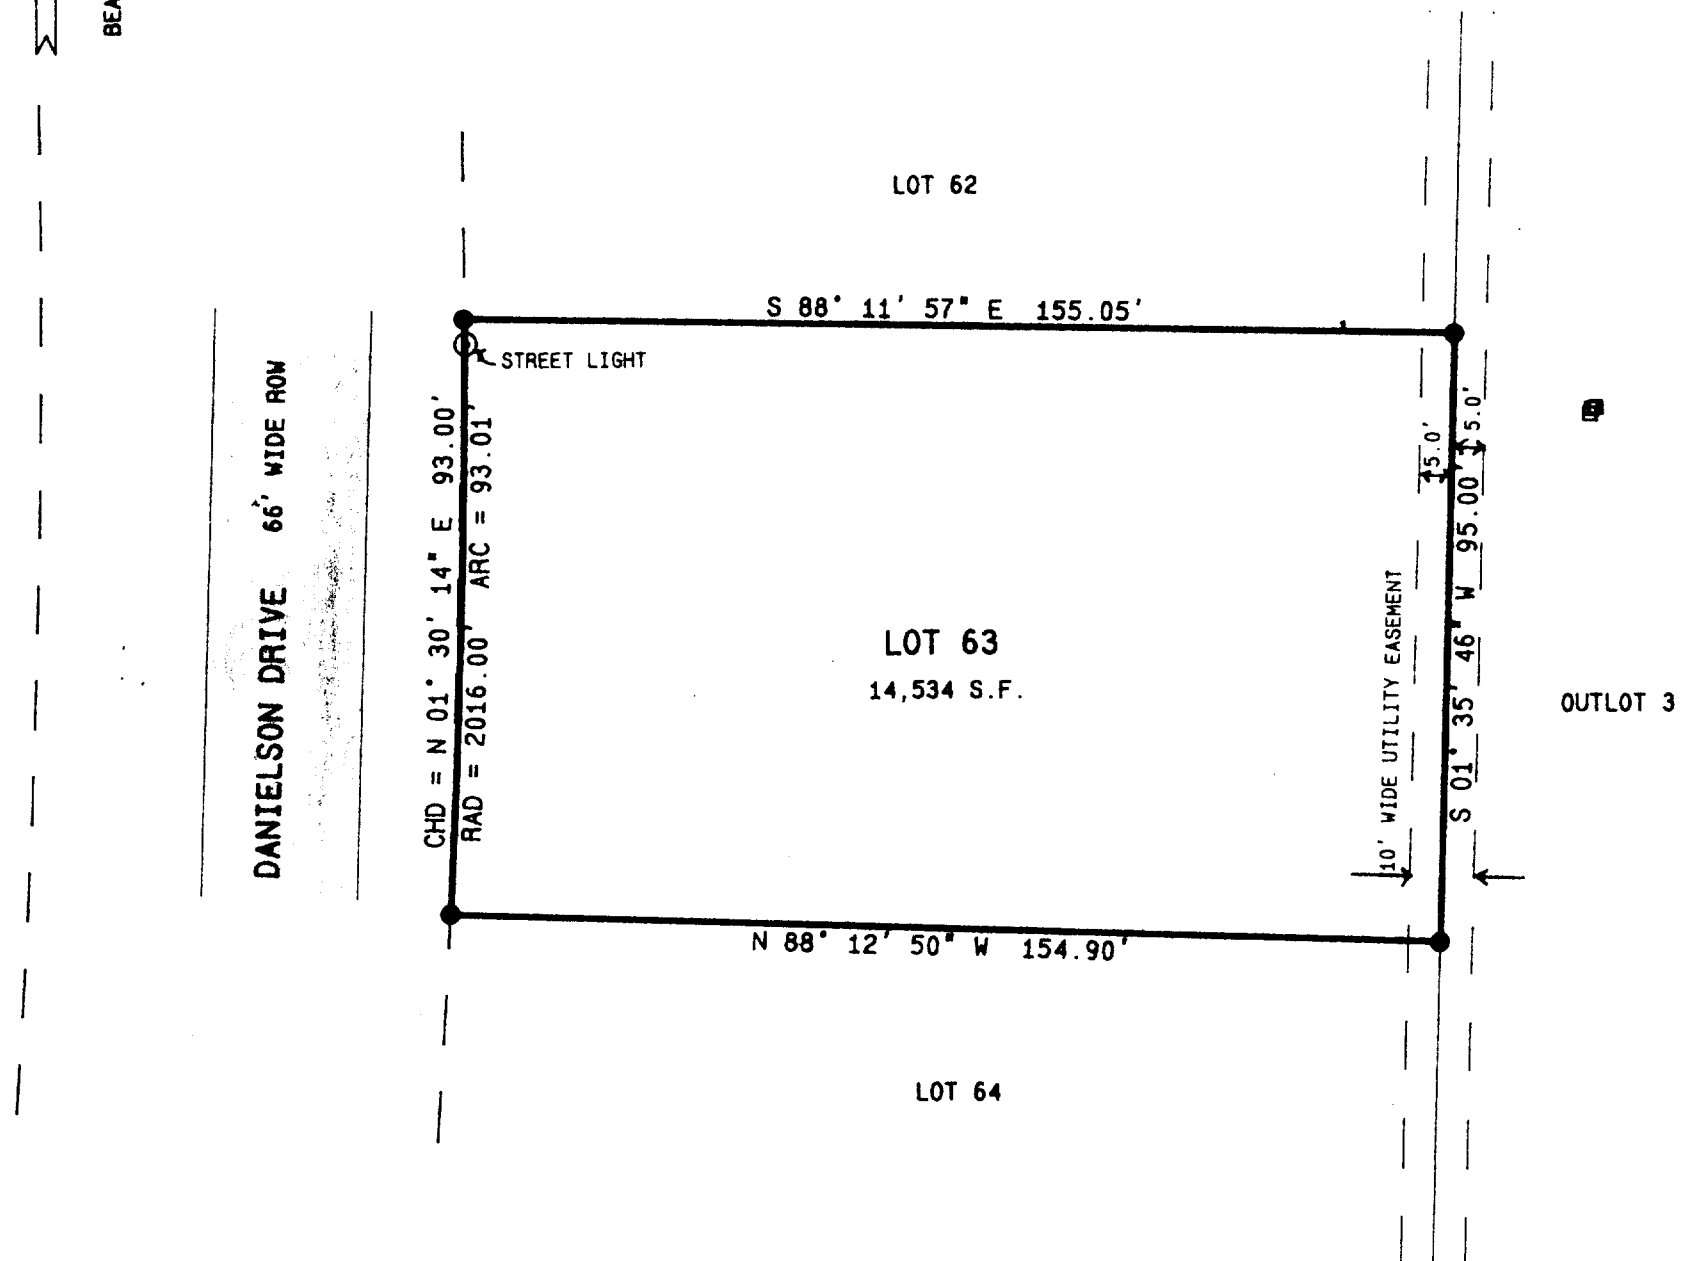 BEA
LOT 62
S 88° 11' 57" E 155.05'
STREET LIGHT
DANIELSON DRIVE 66' WIDE ROW
CHD = N 01° 30' 14" E 93.00'
RAD = 2016.00' ARC = 93.01'
LOT 63
14,534 S.F.
5.0'
5.0'
10' WIDE UTILITY EASEMENT
S 01° 35' 46" W 95.00'
OUTLOT 3
N 88° 12' 50" W 154.90'
LOT 64